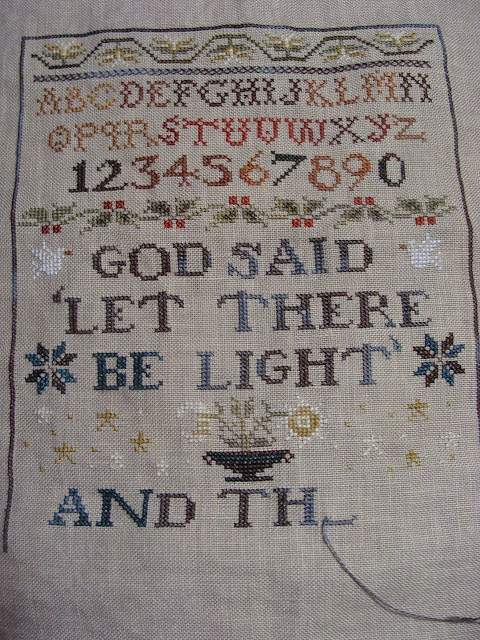 ABCDEFGHIJKLMN
OPQRSTUVWXYZ
1234567890
GOD SAID
'LET THERE
BE LIGHT'
AND TH